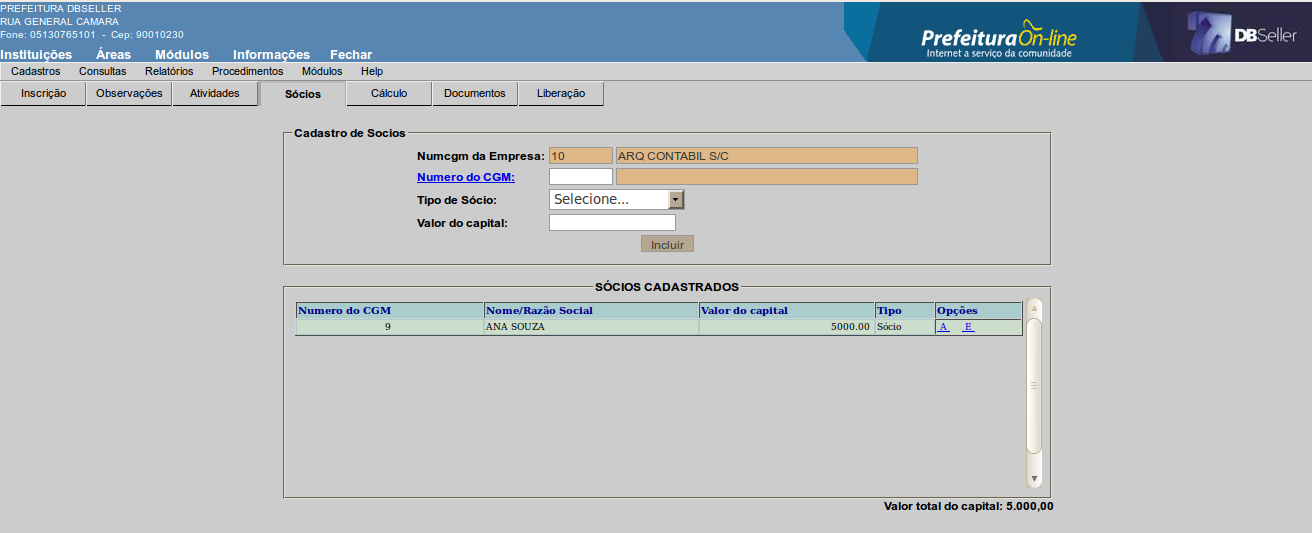 PREFEITURA DBSELLER
RUA GENERAL CAMARA
Fone: 05130765101 - Cep: 90010230
Prefeitura On-line
Internet a serviço da comunidade
DBSeller
Instituições Áreas Módulos Informações Fechar
Cadastros Consultas Relatórios Procedimentos Módulos Help
Inscrição Observações Atividades Sócios Cálculo Documentos Liberação
Cadastro de Socios
Numcgm da Empresa: 10 ARQ CONTABIL S/C
Numero do CGM:
Tipo de Sócio: Selecione...
Valor do capital:
Incluir
SÓCIOS CADASTRADOS
Numero do CGM Nome/Razão Social Valor do capital Tipo Opções
9 ANA SOUZA 5000.00 Sócio A E
Valor total do capital: 5.000,00